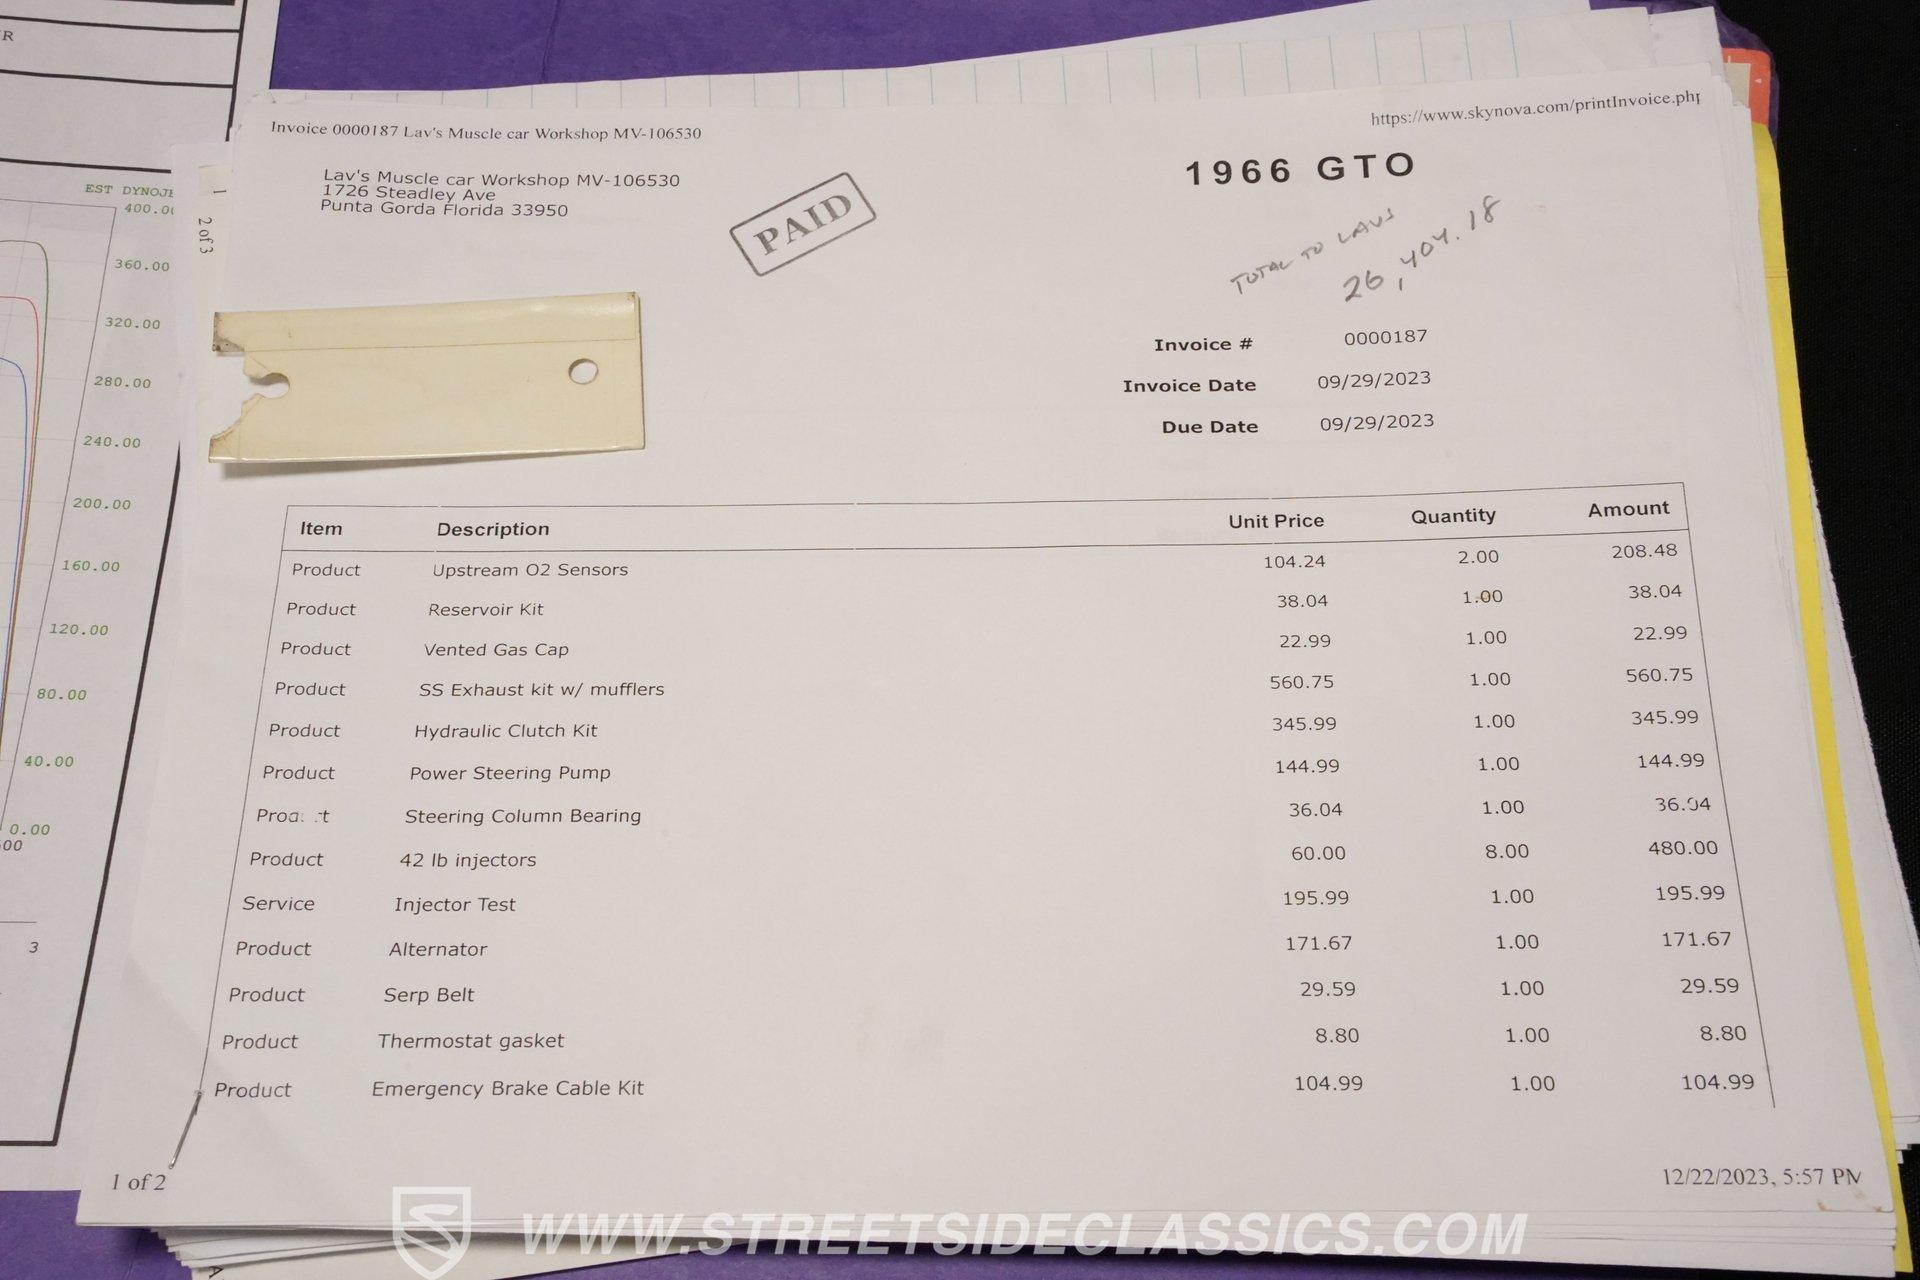 R
EST DYNOJE
400.00
360.00
320.00
280.00
240.00
200.00
160.00
120.00
80.00
40.00
0.00
3
1
2 of 3
Invoice 0000187 Lav's Muscle car Workshop MV-106530
https://www.skynova.com/printInvoice.php
Lav's Muscle car Workshop MV-106530
1726 Steadley Ave
Punta Gorda Florida 33950
PAID
1966 GTO
TOTAL TO LAVS
26,404.18
Invoice # 0000187
Invoice Date 09/29/2023
Due Date 09/29/2023
Item Description Unit Price Quantity Amount
Product Upstream O2 Sensors 104.24 2.00 208.48
Product Reservoir Kit 38.04 1.00 38.04
Product Vented Gas Cap 22.99 1.00 22.99
Product SS Exhaust kit w/ mufflers 560.75 1.00 560.75
Product Hydraulic Clutch Kit 345.99 1.00 345.99
Product Power Steering Pump 144.99 1.00 144.99
Product Steering Column Bearing 36.04 1.00 36.04
Product 42 lb injectors 60.00 8.00 480.00
Service Injector Test 195.99 1.00 195.99
Product Alternator 171.67 1.00 171.67
Product Serp Belt 29.59 1.00 29.59
Product Thermostat gasket 8.80 1.00 8.80
Product Emergency Brake Cable Kit 104.99 1.00 104.99
1 of 2
12/22/2023, 5:57 PM
WWW.STREETSIDECLASSICS.COM